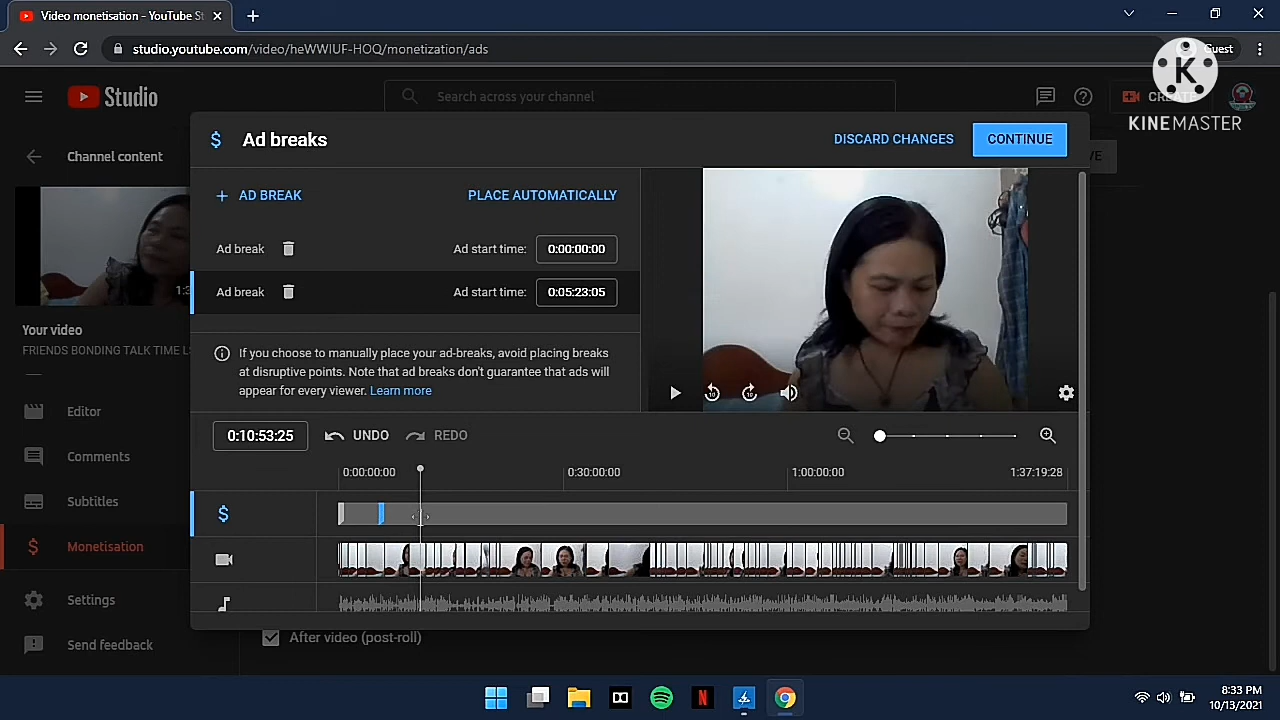 Video monetisation - YouTube St
studio.youtube.com/video/heWWIUF-HOQ/monetization/ads
Guest
Studio
Search across your channel
CREATE
K
KINEMASTER
Channel content
Ad breaks
DISCARD CHANGES
CONTINUE
+ AD BREAK
PLACE AUTOMATICALLY
Ad break
Ad start time:
0:00:00:00
Ad break
Ad start time:
0:05:23:05
If you choose to manually place your ad-breaks, avoid placing breaks
at disruptive points. Note that ad breaks don't guarantee that ads will
appear for every viewer. Learn more
10
10
Your video
FRIENDS BONDING TALK TIME LS
Editor
Comments
Subtitles
Monetisation
Settings
Send feedback
0:10:53:25
UNDO
REDO
0:00:00:00
0:30:00:00
1:00:00:00
1:37:19:28
After video (post-roll)
8:33 PM
10/13/2021